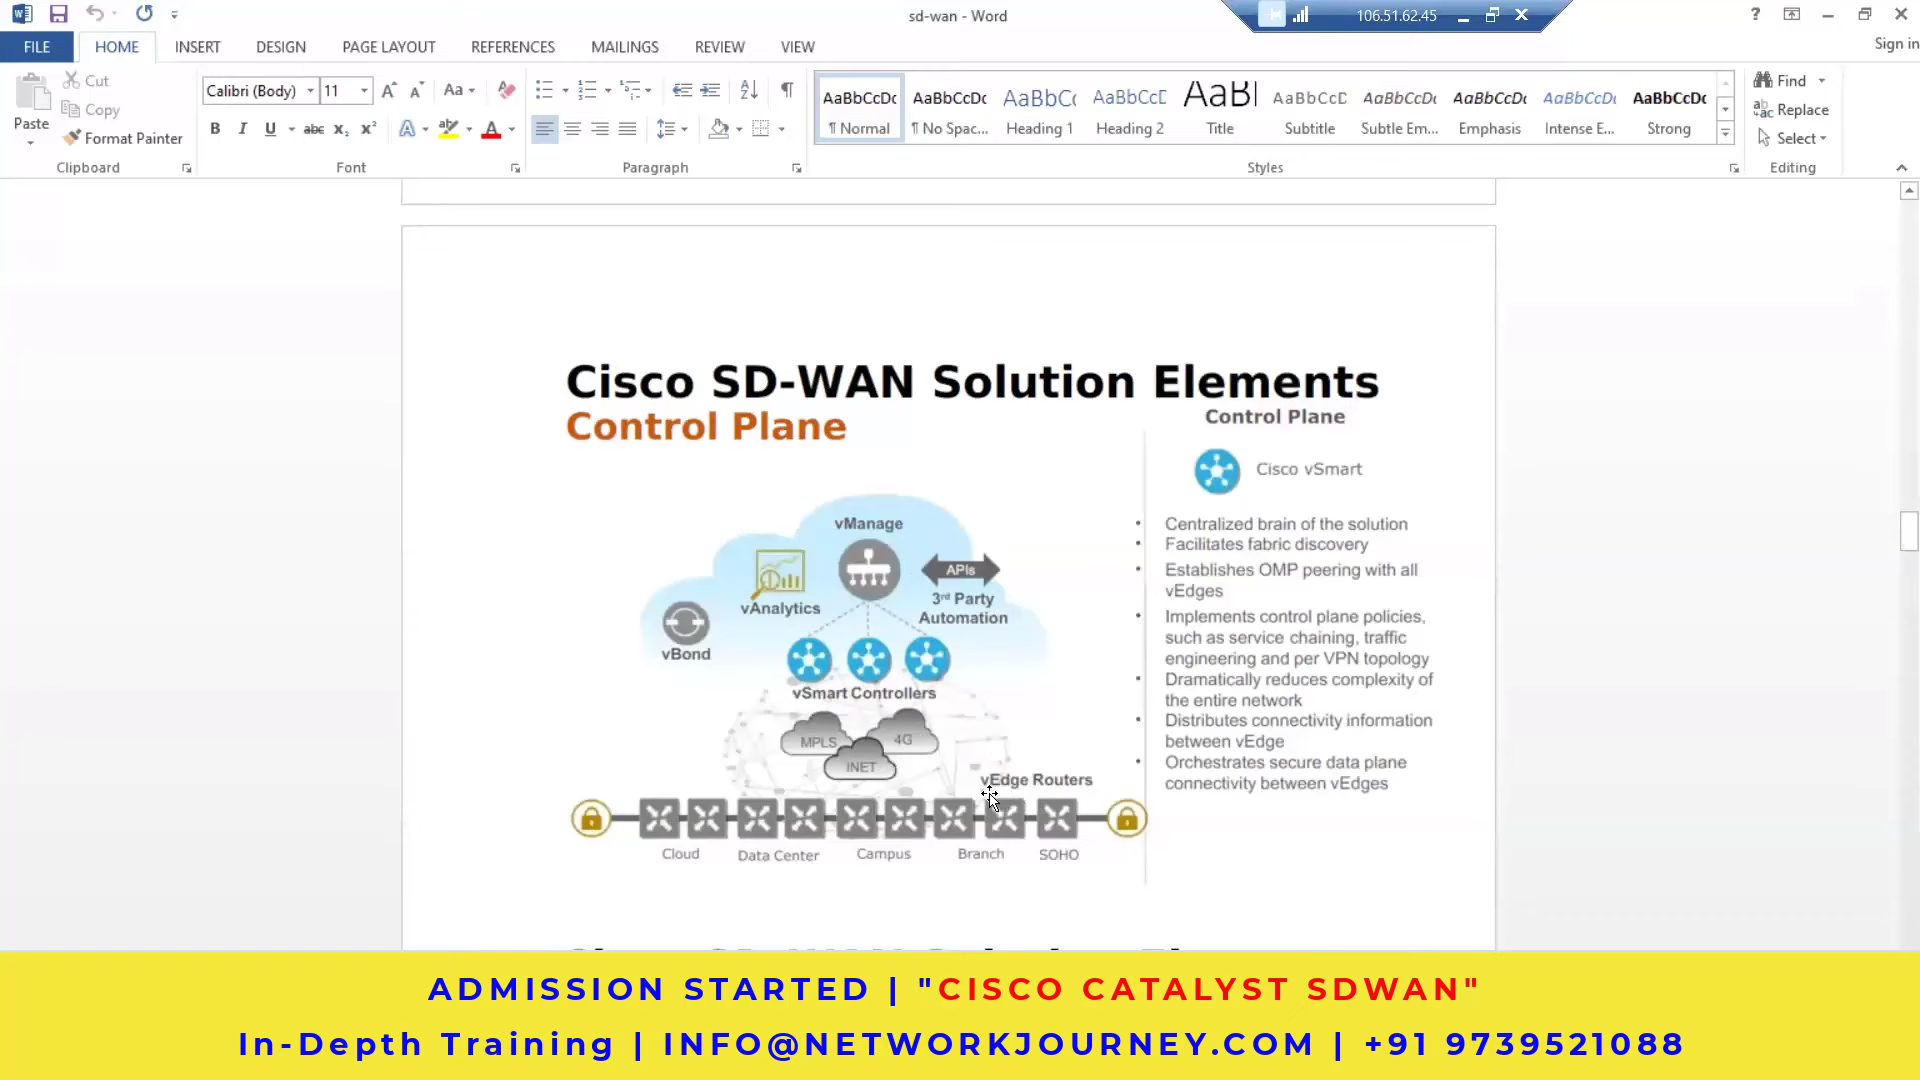 sd-wan - Word
106.51.62.45
?
Sign in
FILE
HOME
INSERT
DESIGN
PAGE LAYOUT
REFERENCES
MAILINGS
REVIEW
VIEW
Paste
Cut
Copy
Format Painter
Clipboard
Calibri (Body)
11
Aa
B I U abc x₂ x²
Font
Paragraph
AaBbCcDc
¶ Normal
AaBbCcDc
¶ No Spac...
AaBbC(
Heading 1
AaBbCcE
Heading 2
AaBl
Title
AaBbCcD
Subtitle
AaBbCcDc
Subtle Em...
AaBbCcDc
Emphasis
AaBbCcDc
Intense E...
AaBbCcDc
Strong
Styles
Find
Replace
Select
Editing
Cisco SD-WAN Solution Elements
Control Plane
Control Plane
Cisco vSmart
• Centralized brain of the solution
• Facilitates fabric discovery
• Establishes OMP peering with all
vEdges
• Implements control plane policies,
such as service chaining, traffic
engineering and per VPN topology
• Dramatically reduces complexity of
the entire network
• Distributes connectivity information
between vEdge
• Orchestrates secure data plane
connectivity between vEdges
vManage
vAnalytics
APIs
3rd Party
Automation
vBond
vSmart Controllers
MPLS
4G
INET
vEdge Routers
Cloud
Data Center
Campus
Branch
SOHO
ADMISSION STARTED | "CISCO CATALYST SDWAN"
In-Depth Training | INFO@NETWORKJOURNEY.COM | +91 9739521088